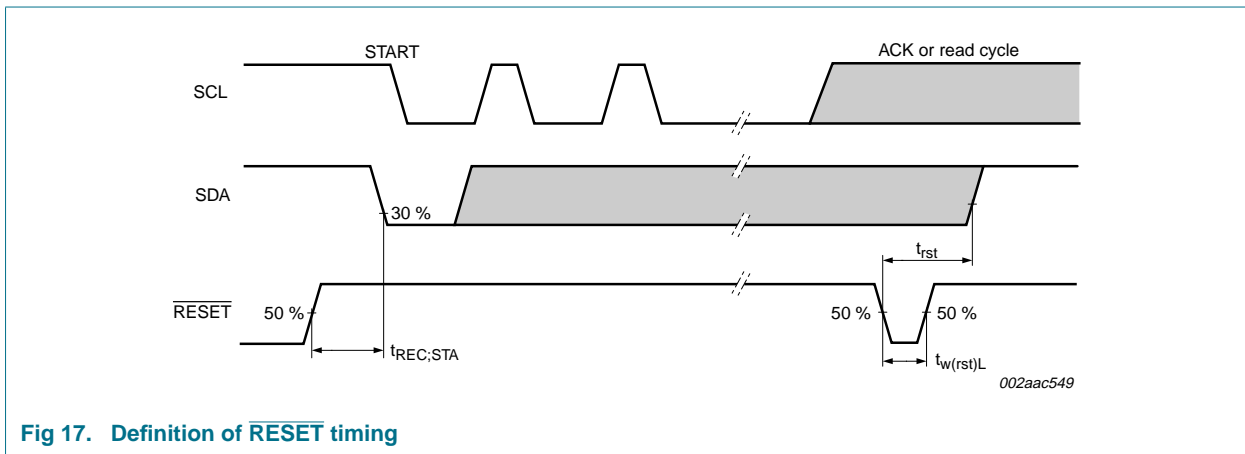 START
ACK or read cycle
SCL
SDA
30 %
t_rst
RESET
50 %
50 %
50 %
t_REC;STA
t_w(rst)L
002aac549
Fig 17. Definition of RESET timing